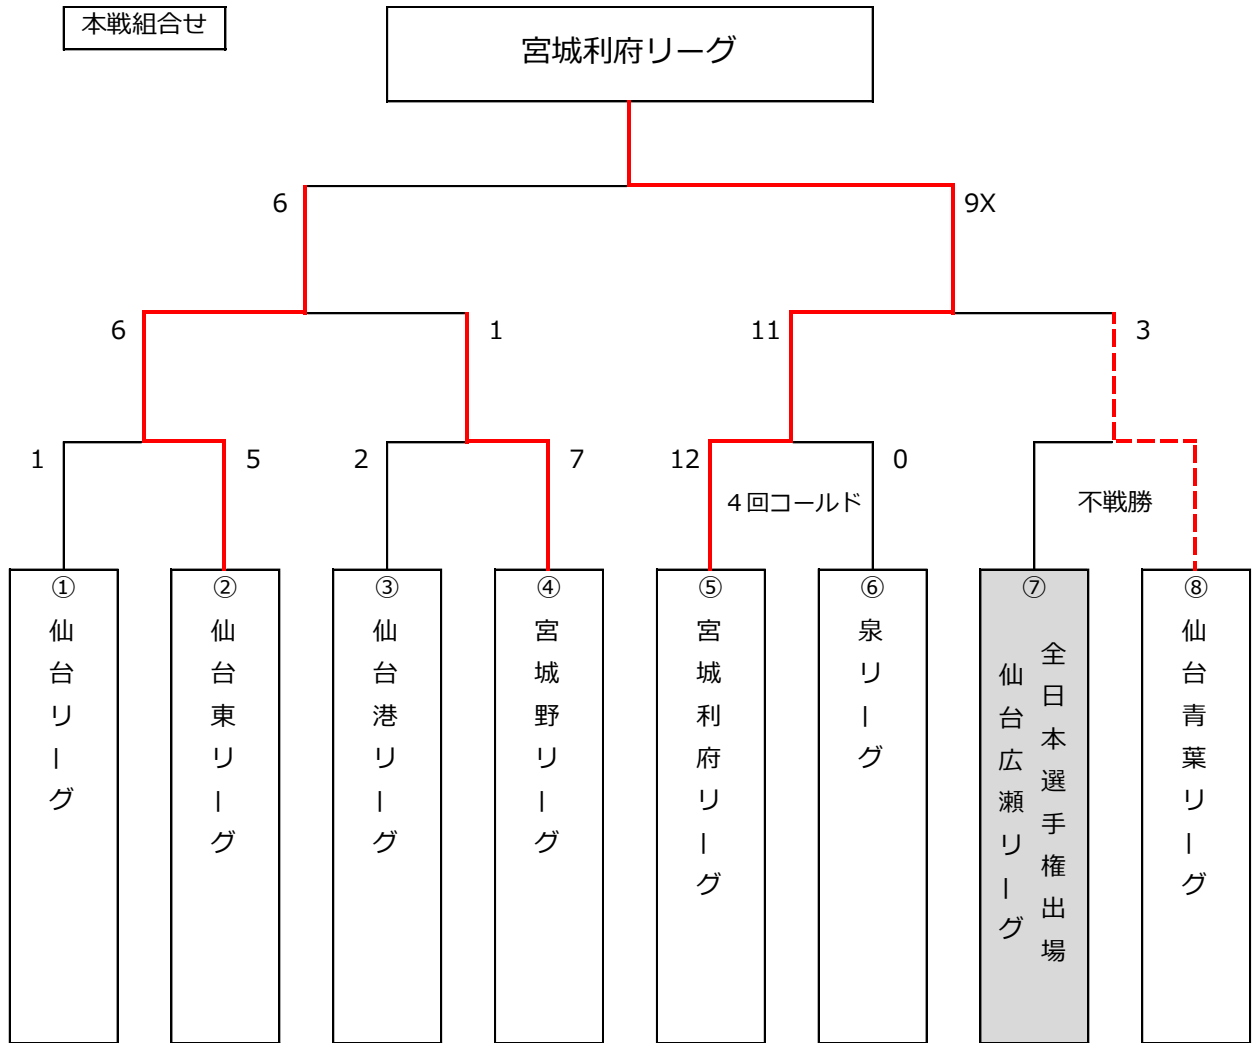 本戦組合せ
宮城利府リーグ
6
9X
6
1
11
3
1
5
2
7
12
0
4回コールド
不戦勝
①
仙台リーグ
②
仙台東リーグ
③
仙台港リーグ
④
宮城野リーグ
⑤
宮城利府リーグ
⑥
泉リーグ
⑦
全日本選手権出場
仙台広瀬リーグ
⑧
仙台青葉リーグ